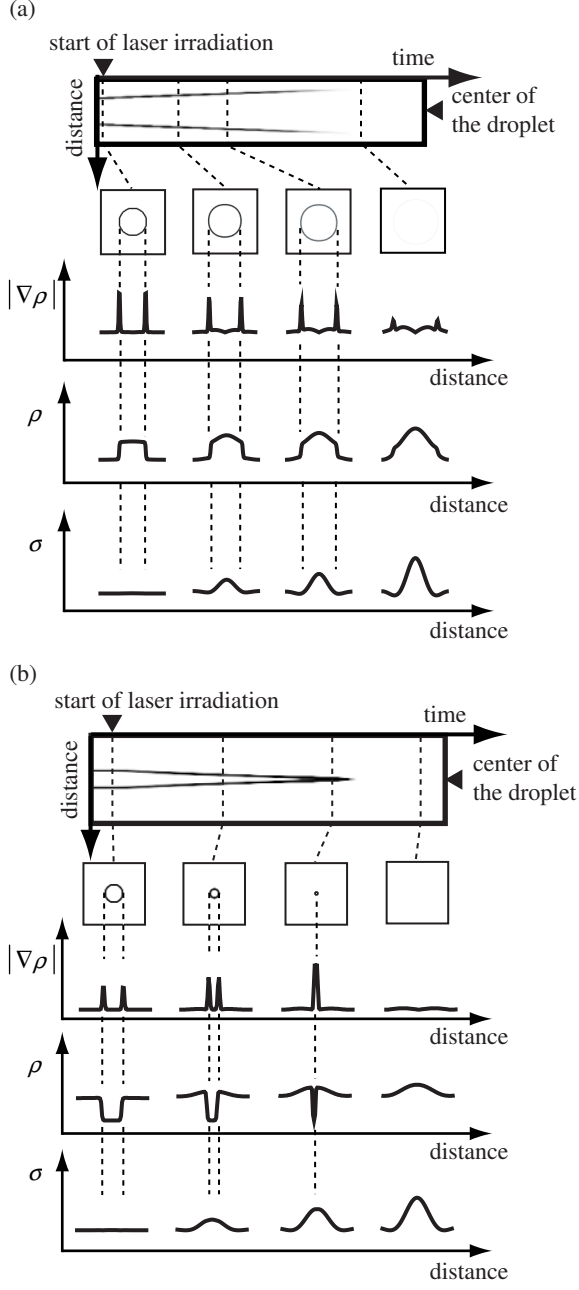 (a)
start of laser irradiation
time
distance
center of
the droplet
|∇ρ|
distance
ρ
distance
σ
distance
(b)
start of laser irradiation
time
distance
center of
the droplet
|∇ρ|
distance
ρ
distance
σ
distance